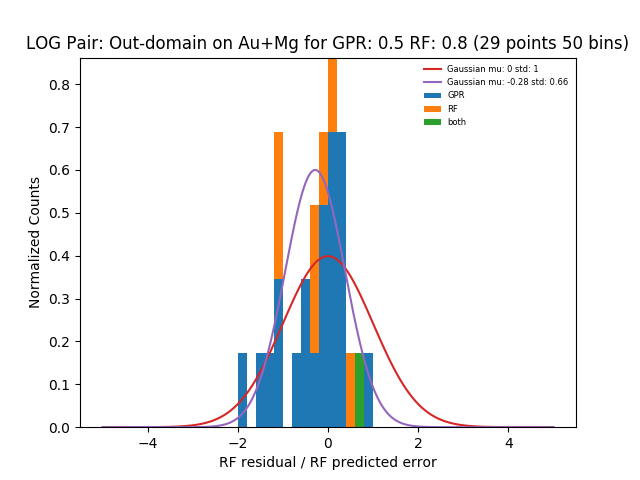 LOG Pair: Out-domain on Au+Mg for GPR: 0.5 RF: 0.8 (29 points 50 bins)
Gaussian mu: 0 std: 1
Gaussian mu: -0.28 std: 0.66
GPR
RF
both
Normalized Counts
0.8
0.7
0.6
0.5
0.4
0.3
0.2
0.1
0.0
−4 −2 0 2 4
RF residual / RF predicted error